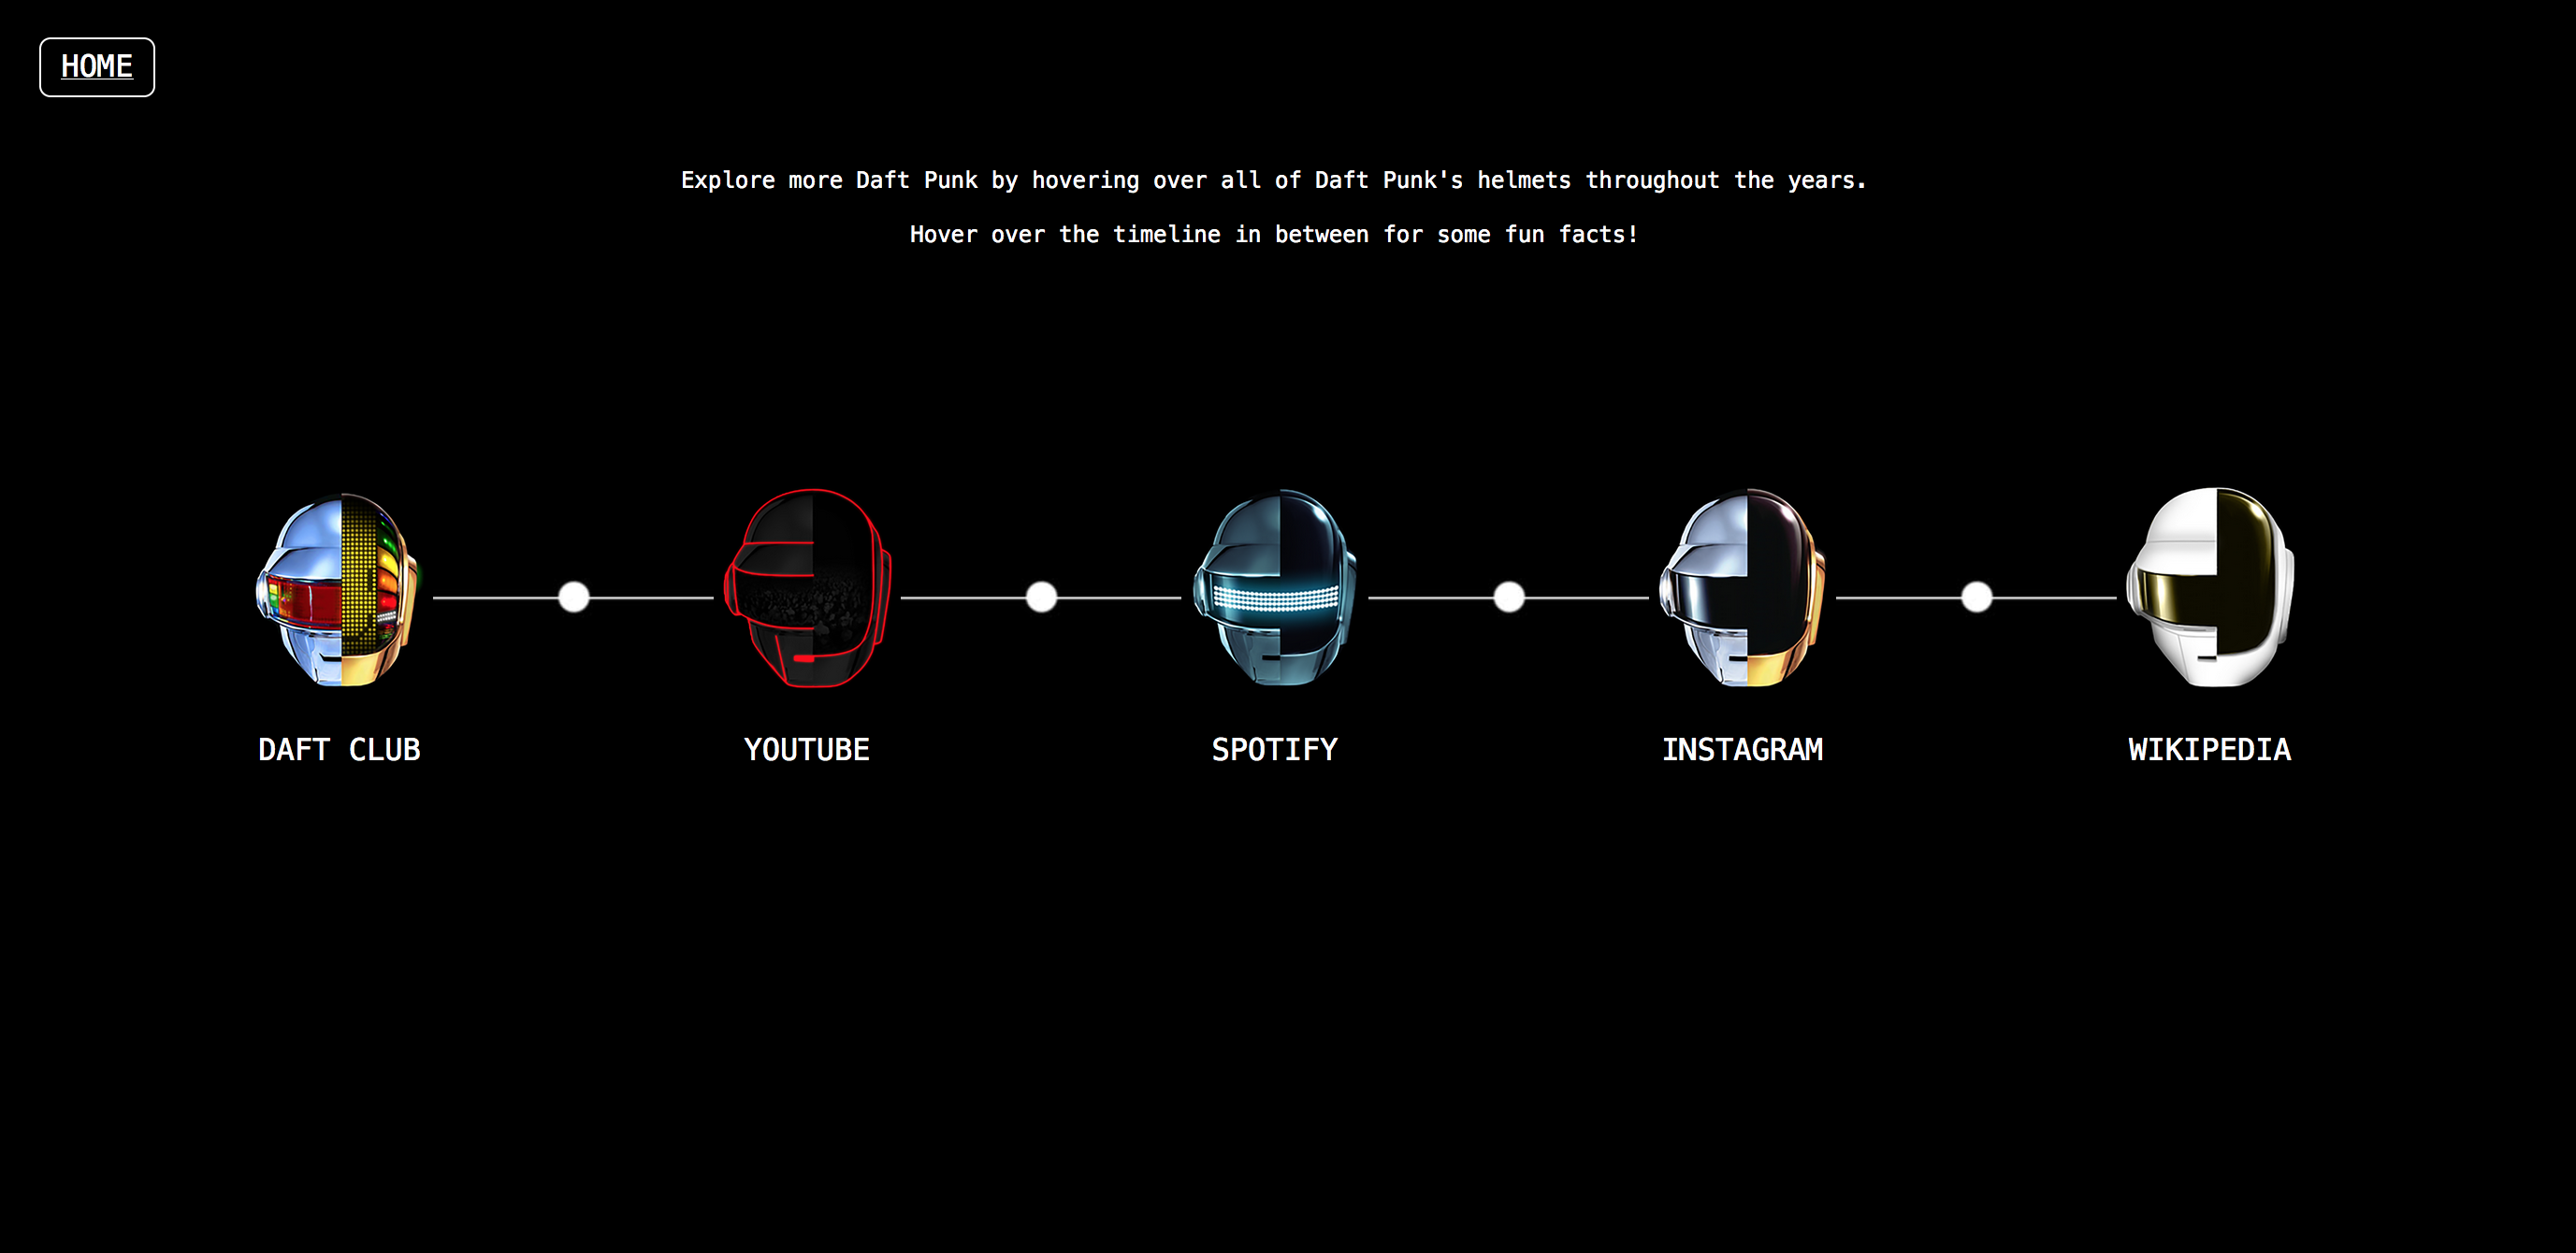 HOME
Explore more Daft Punk by hovering over all of Daft Punk's helmets throughout the years.
Hover over the timeline in between for some fun facts!
DAFT CLUB
YOUTUBE
SPOTIFY
INSTAGRAM
WIKIPEDIA